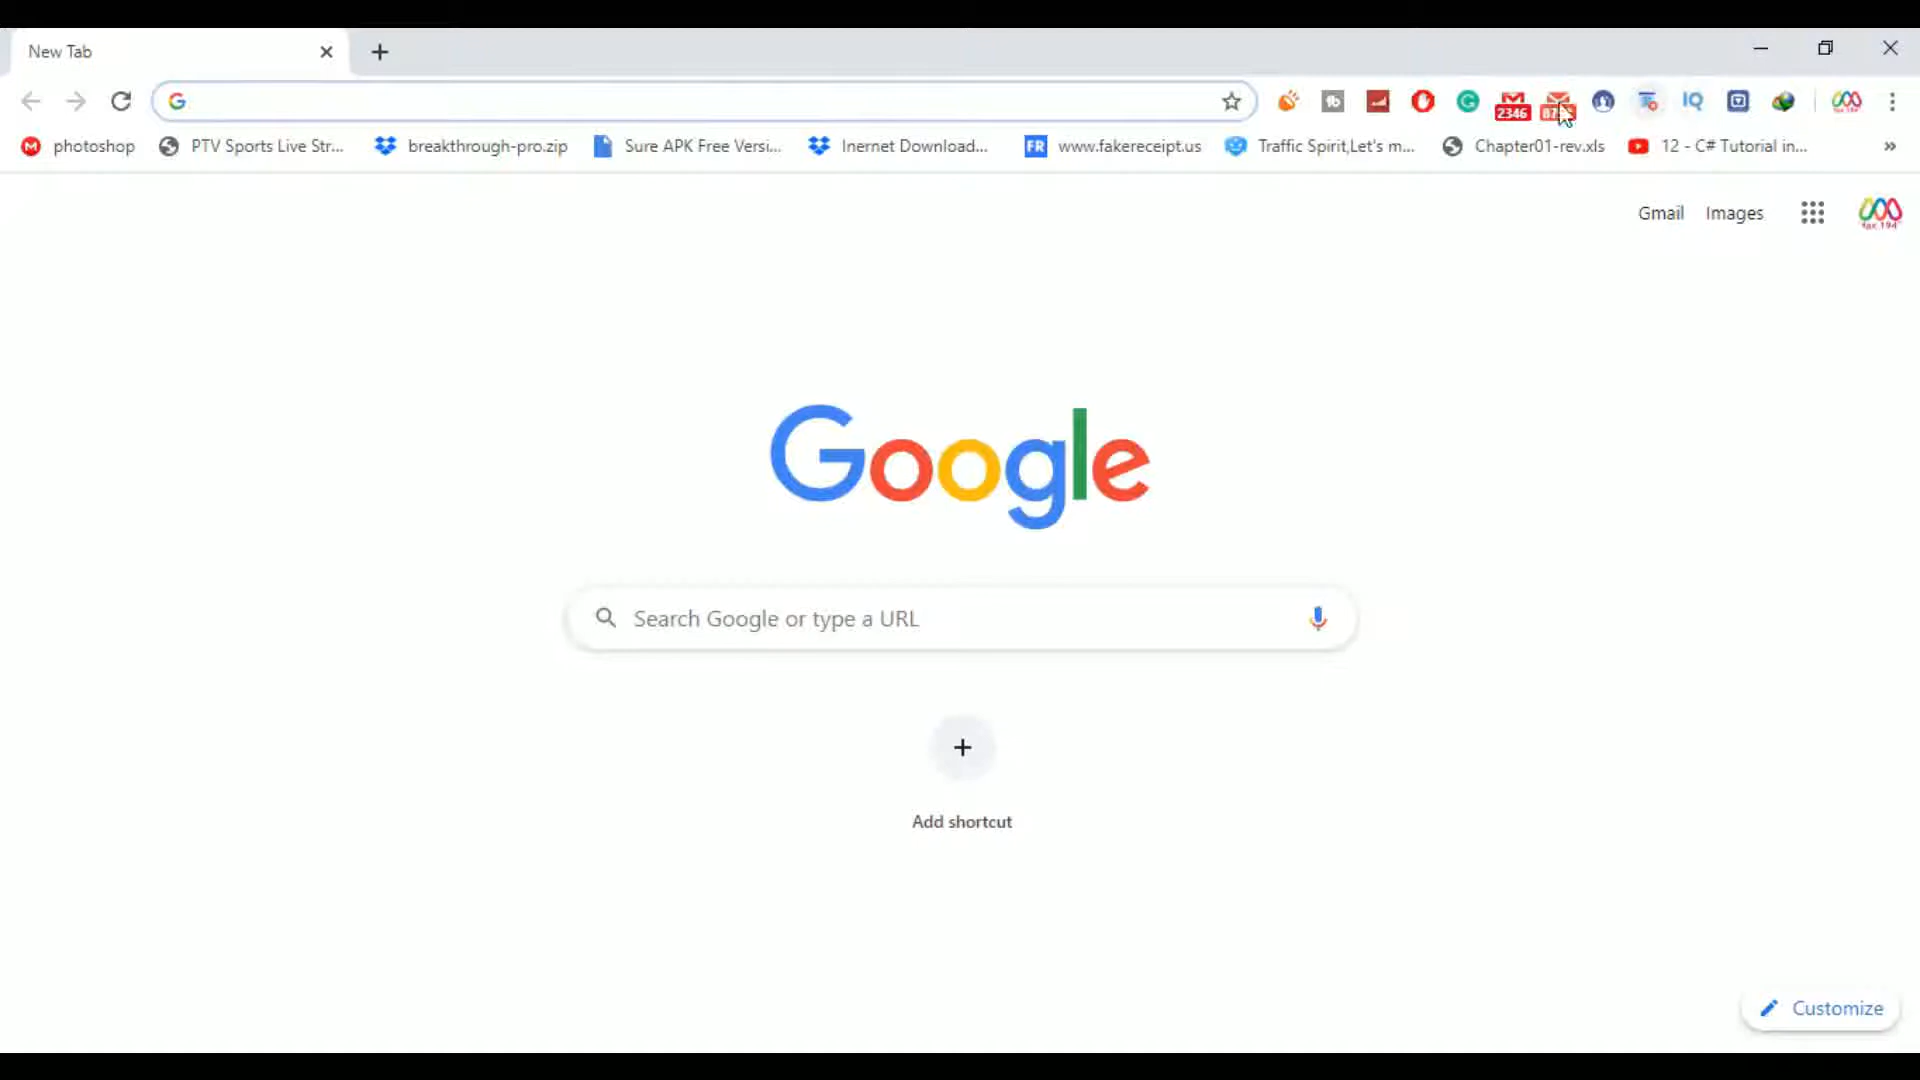 New Tab
2346
photoshop
PTV Sports Live Str...
breakthrough-pro.zip
Sure APK Free Versi...
Inernet Download...
FR
www.fakereceipt.us
Traffic Spirit,Let's m...
Chapter01-rev.xls
12 - C# Tutorial in...
Gmail
Images
Google
Search Google or type a URL
Add shortcut
Customize